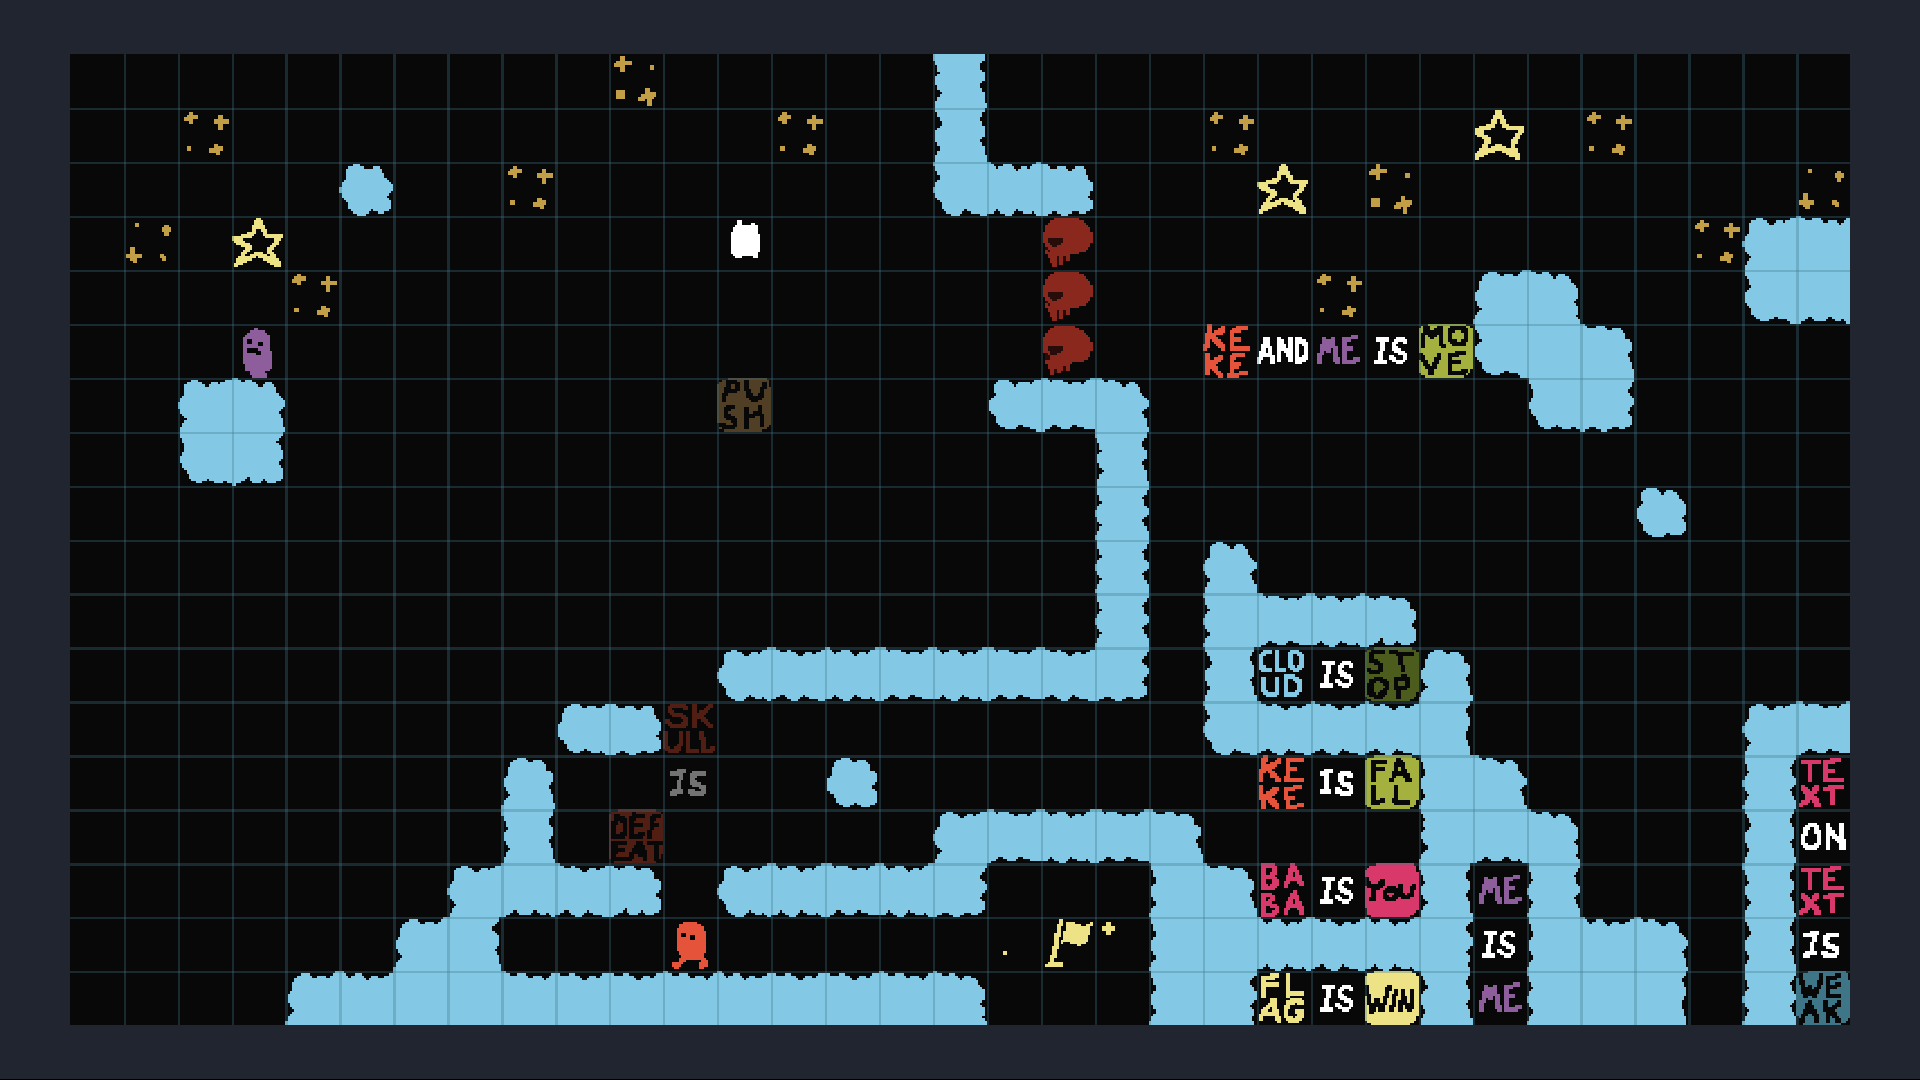 KEKE AND ME IS MOVE
PUSH
CLOUD IS STOP
SKULL
IS
DEFEAT
KEKE IS FALL
BABA IS YOU
FLAG IS WIN
ME
IS
ME
TEXT
ON
TEXT
IS
WEAK